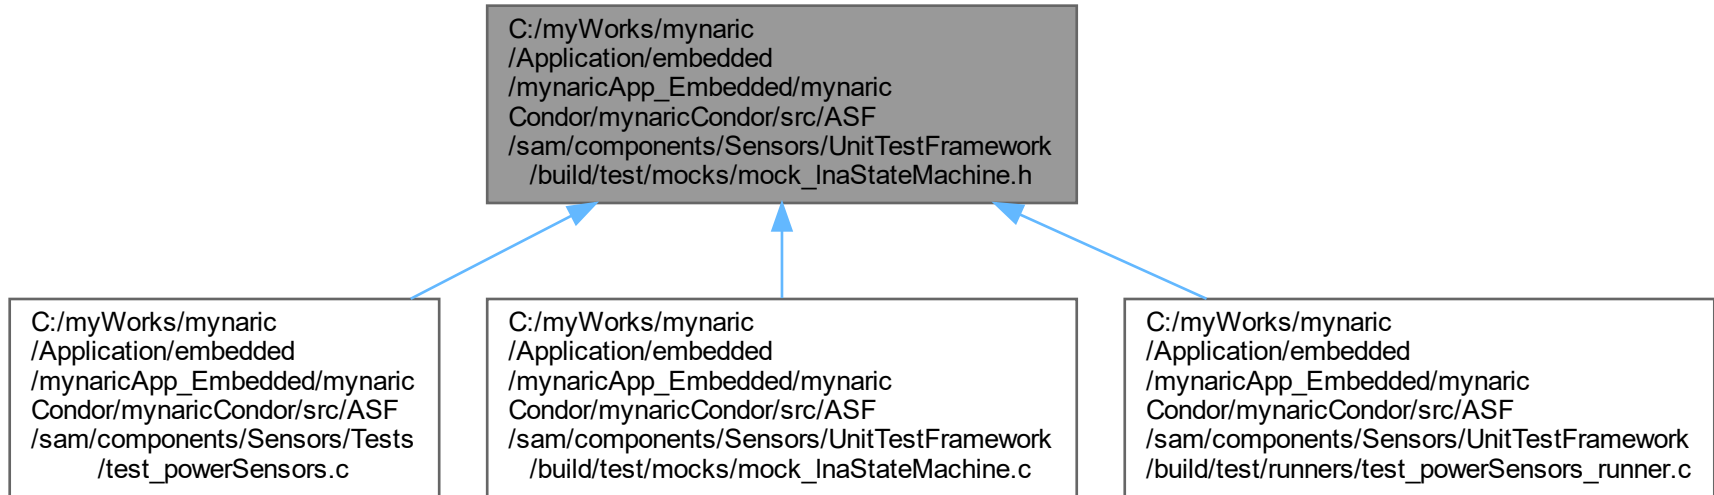 C:/myWorks/mynaric
/Application/embedded
/mynaricApp_Embedded/mynaric
Condor/mynaricCondor/src/ASF
/sam/components/Sensors/UnitTestFramework
/build/test/mocks/mock_InaStateMachine.h
C:/myWorks/mynaric
/Application/embedded
/mynaricApp_Embedded/mynaric
Condor/mynaricCondor/src/ASF
/sam/components/Sensors/Tests
/test_powerSensors.c
C:/myWorks/mynaric
/Application/embedded
/mynaricApp_Embedded/mynaric
Condor/mynaricCondor/src/ASF
/sam/components/Sensors/UnitTestFramework
/build/test/mocks/mock_InaStateMachine.c
C:/myWorks/mynaric
/Application/embedded
/mynaricApp_Embedded/mynaric
Condor/mynaricCondor/src/ASF
/sam/components/Sensors/UnitTestFramework
/build/test/runners/test_powerSensors_runner.c